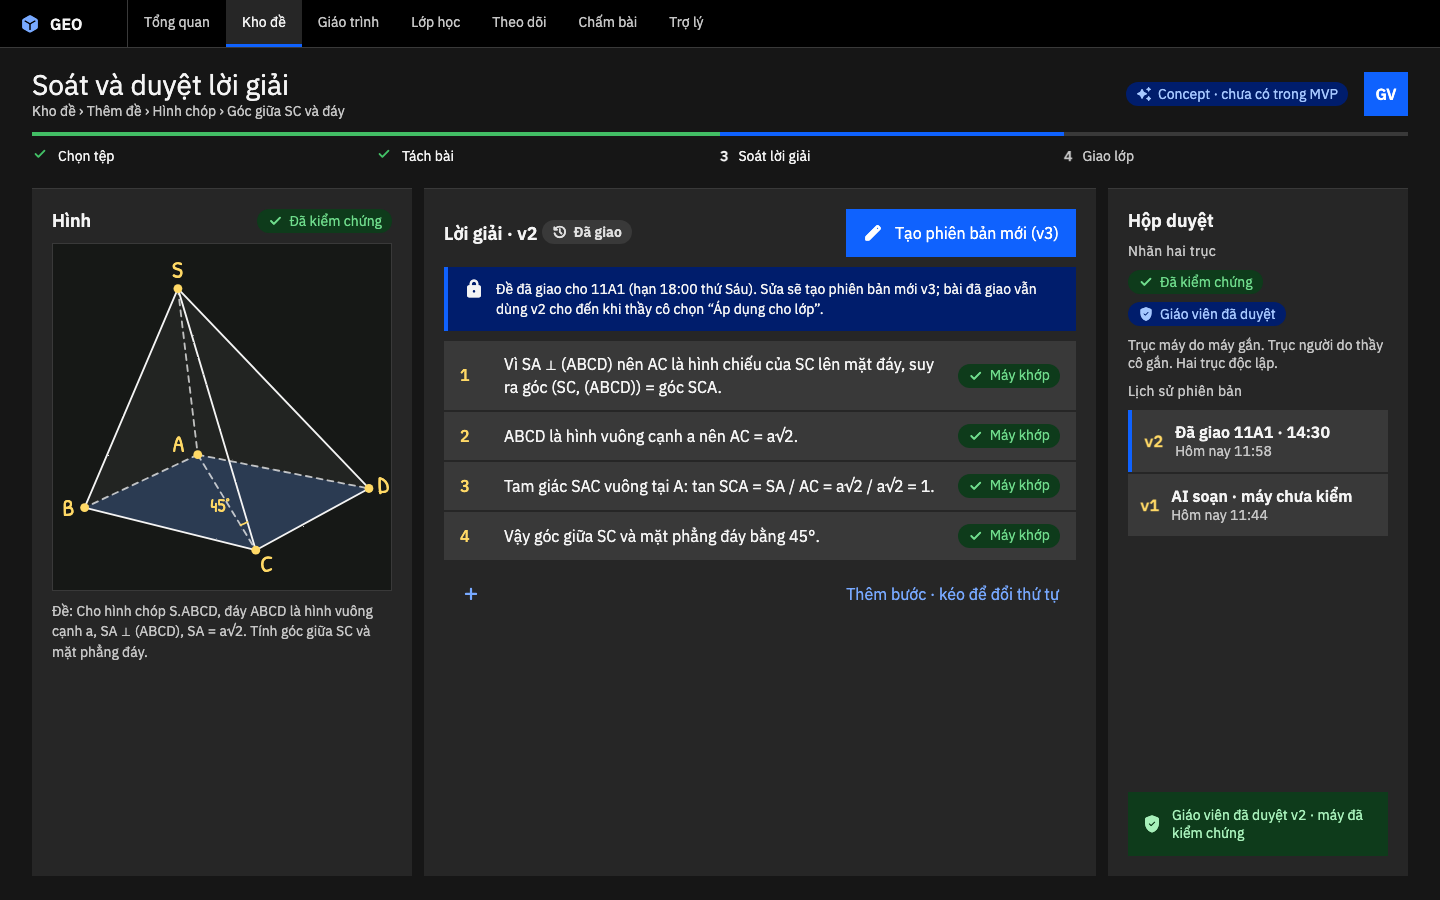 GEO
Tổng quan
Kho đề
Giáo trình
Lớp học
Theo dõi
Chấm bài
Trợ lý
Soát và duyệt lời giải
Kho đề › Thêm đề › Hình chóp › Góc giữa SC và đáy
Concept · chưa có trong MVP
GV
Chọn tệp
Tách bài
3 Soát lời giải
4 Giao lớp
Hình
Đã kiểm chứng
S
A
B
D
45°
C
Đề: Cho hình chóp S.ABCD, đáy ABCD là hình vuông
cạnh a, SA ⊥ (ABCD), SA = a√2. Tính góc giữa SC và
mặt phẳng đáy.
Lời giải · v2
Đã giao
Tạo phiên bản mới (v3)
Đề đã giao cho 11A1 (hạn 18:00 thứ Sáu). Sửa sẽ tạo phiên bản mới v3; bài đã giao vẫn
dùng v2 cho đến khi thầy cô chọn “Áp dụng cho lớp”.
1
Vì SA ⊥ (ABCD) nên AC là hình chiếu của SC lên mặt đáy, suy
ra góc (SC, (ABCD)) = góc SCA.
Máy khớp
2
ABCD là hình vuông cạnh a nên AC = a√2.
Máy khớp
3
Tam giác SAC vuông tại A: tan SCA = SA / AC = a√2 / a√2 = 1.
Máy khớp
4
Vậy góc giữa SC và mặt phẳng đáy bằng 45°.
Máy khớp
+
Thêm bước · kéo để đổi thứ tự
Hộp duyệt
Nhãn hai trục
Đã kiểm chứng
Giáo viên đã duyệt
Trục máy do máy gắn. Trục người do thầy
cô gắn. Hai trục độc lập.
Lịch sử phiên bản
v2
Đã giao 11A1 · 14:30
Hôm nay 11:58
v1
AI soạn · máy chưa kiểm
Hôm nay 11:44
Giáo viên đã duyệt v2 · máy đã
kiểm chứng